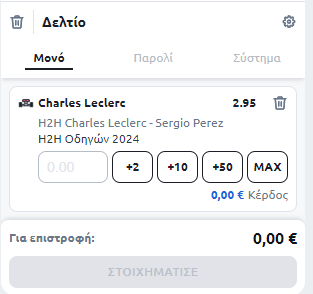 Δελτίο
Μονό Παρολί Σύστημα
Charles Leclerc 2.95
H2H Charles Leclerc - Sergio Perez
H2H Οδηγών 2024
0.00 +2 +10 +50 MAX
0,00 € Κέρδος
Για επιστροφή: 0,00 €
ΣΤΟΙΧΗΜΑΤΙΣΕ